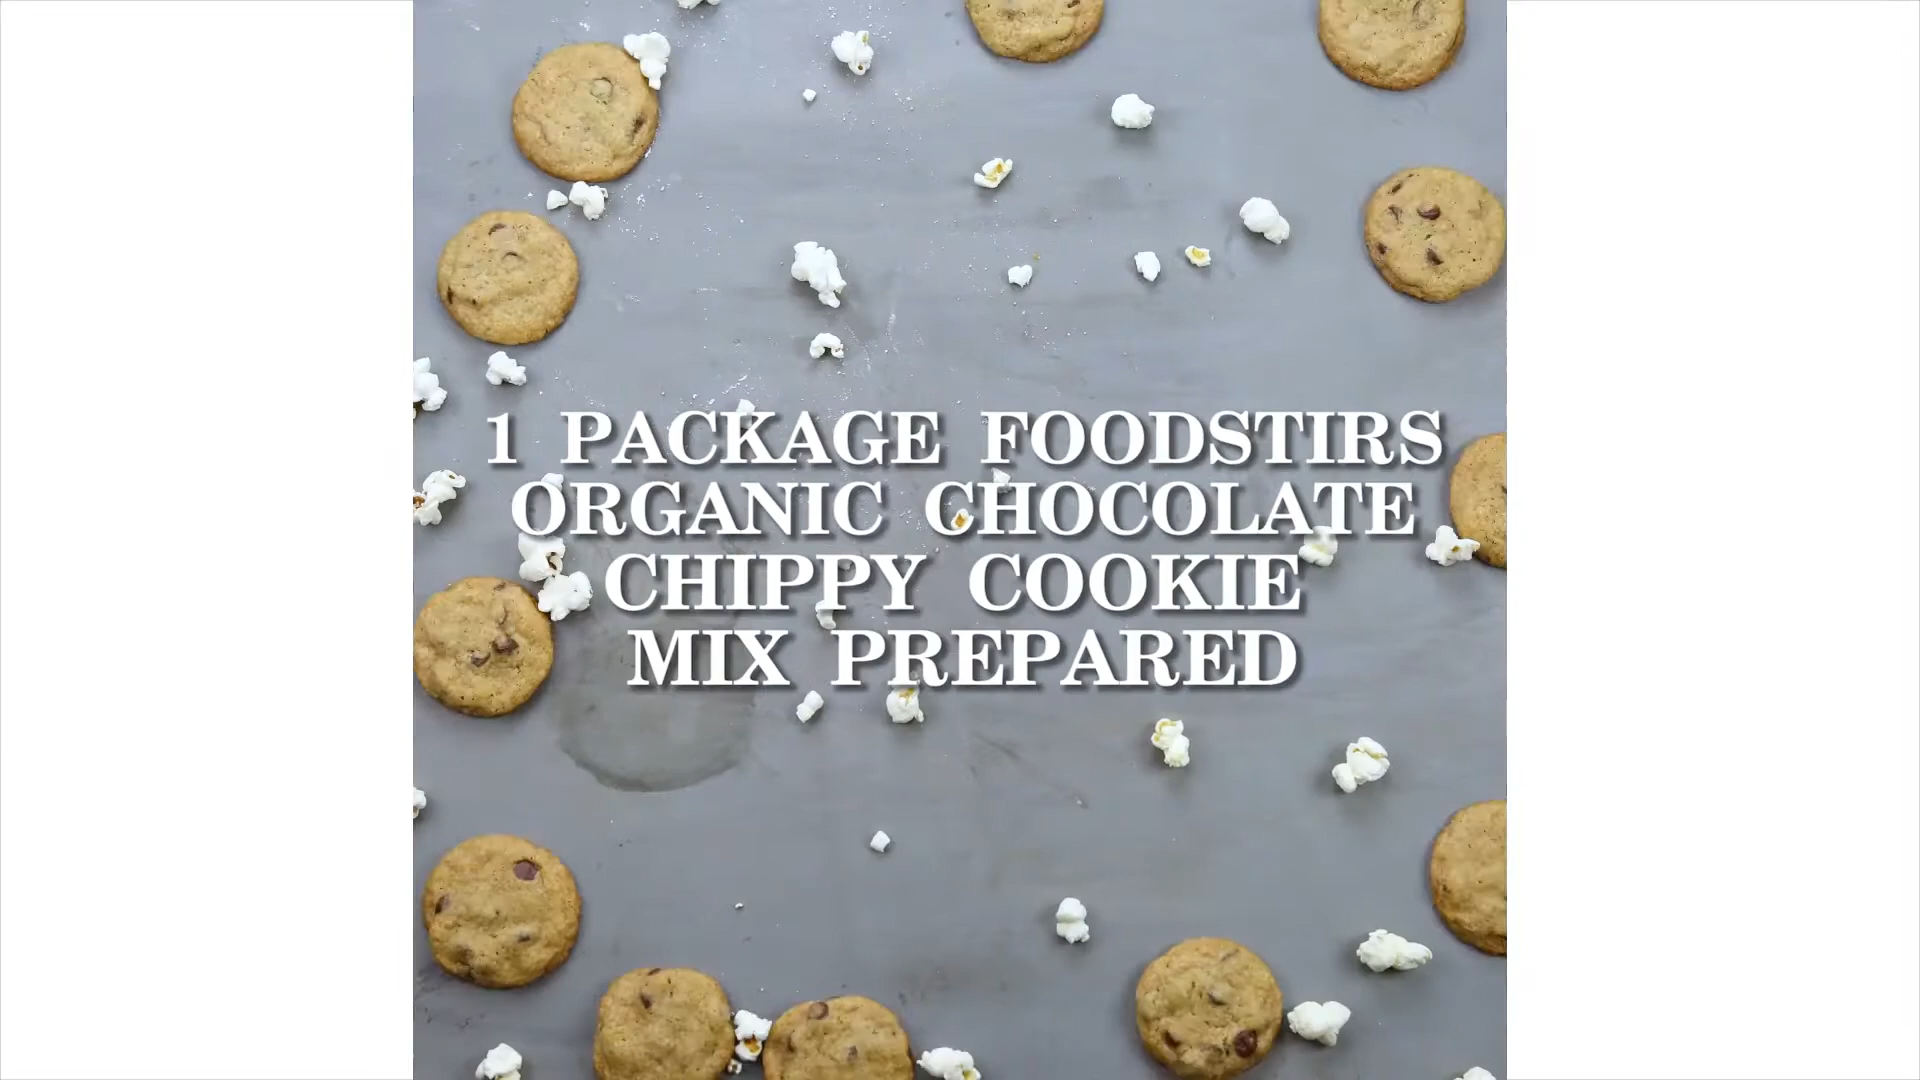 1 PACKAGE FOODSTIRS
ORGANIC CHOCOLATE
CHIPPY COOKIE
MIX PREPARED